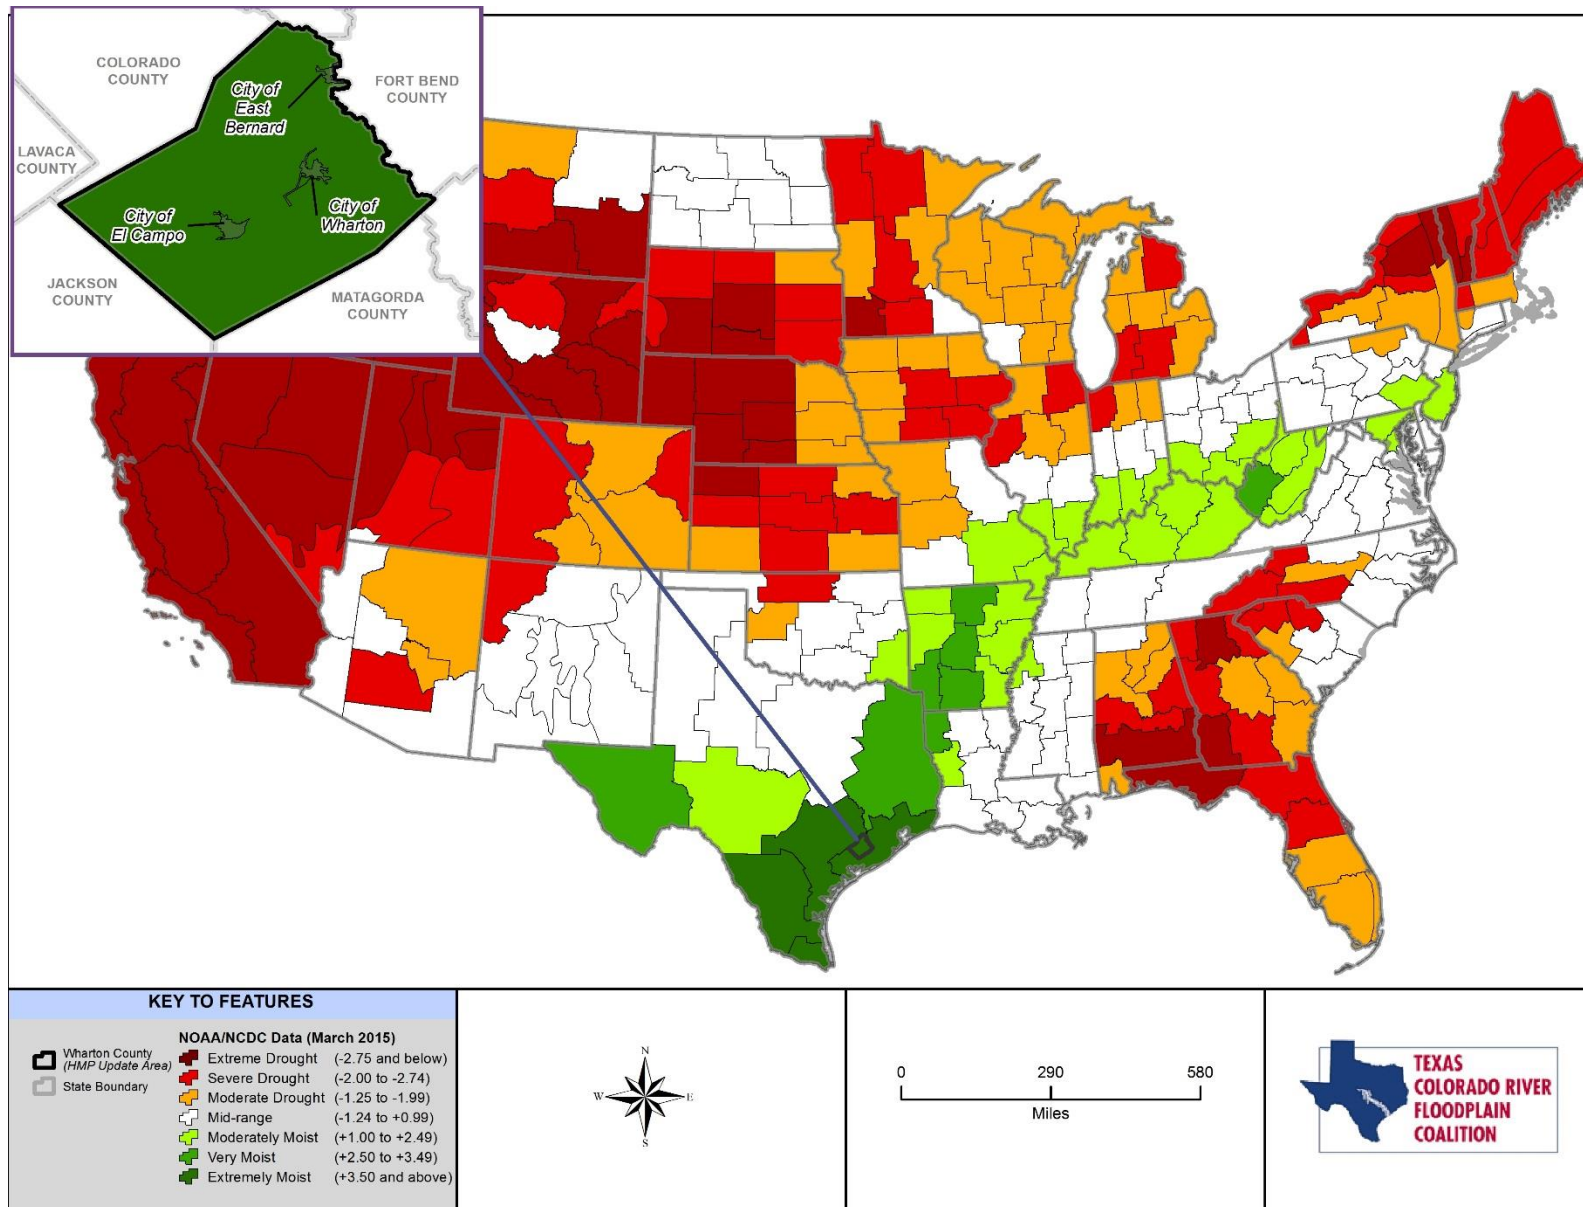 COLORADO
COUNTY
City of
East
Bernard
FORT BEND
COUNTY
LAVACA
COUNTY
City of
El Campo
City of
Wharton
JACKSON
COUNTY
MATAGORDA
COUNTY
KEY TO FEATURES
Wharton County
(HMP Update Area)
State Boundary
NOAA/NCDC Data (March 2015)
Extreme Drought (-2.75 and below)
Severe Drought (-2.00 to -2.74)
Moderate Drought (-1.25 to -1.99)
Mid-range (-1.24 to +0.99)
Moderately Moist (+1.00 to +2.49)
Very Moist (+2.50 to +3.49)
Extremely Moist (+3.50 and above)
N
W E
S
0 290 580
Miles
TEXAS
COLORADO RIVER
FLOODPLAIN
COALITION